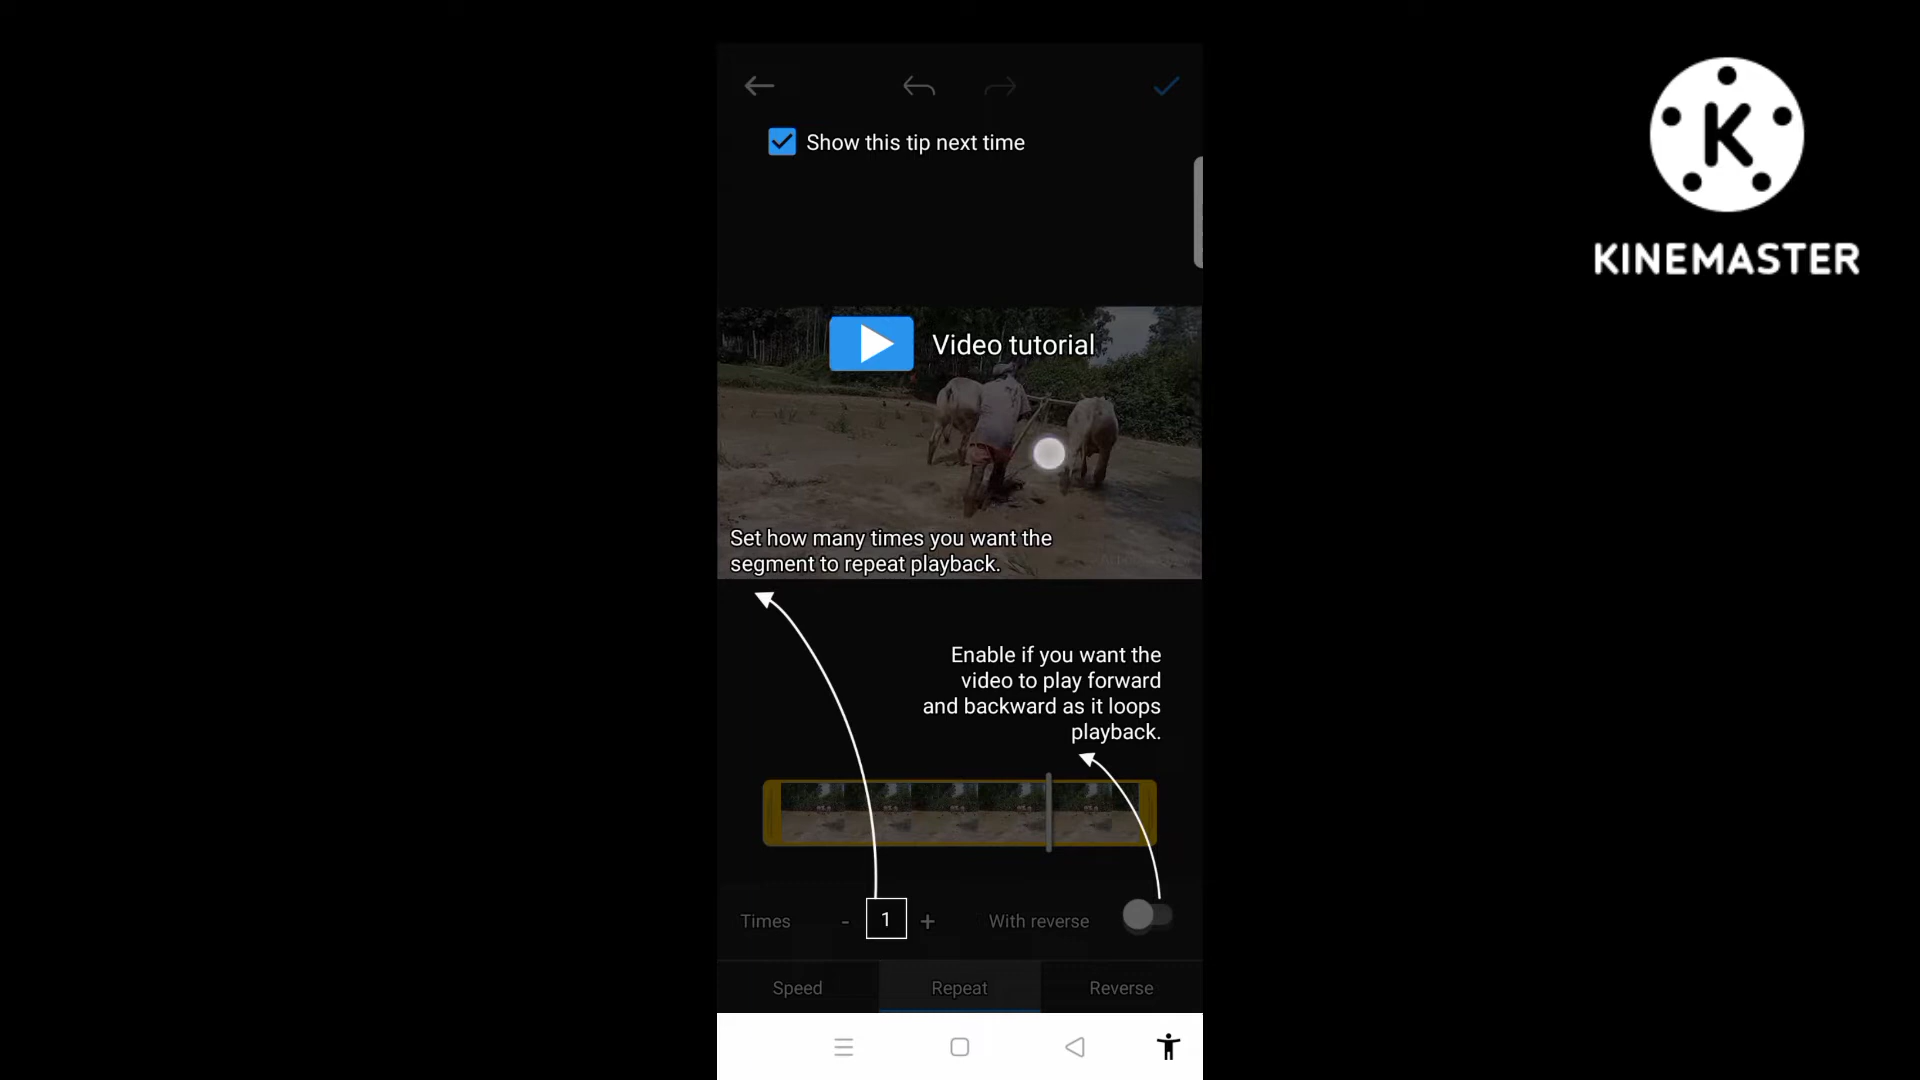 Show this tip next time
KINEMASTER
Video tutorial
Set how many times you want the
segment to repeat playback.
Enable if you want the
video to play forward
and backward as it loops
playback.
Times - 1 + With reverse
Speed Repeat Reverse